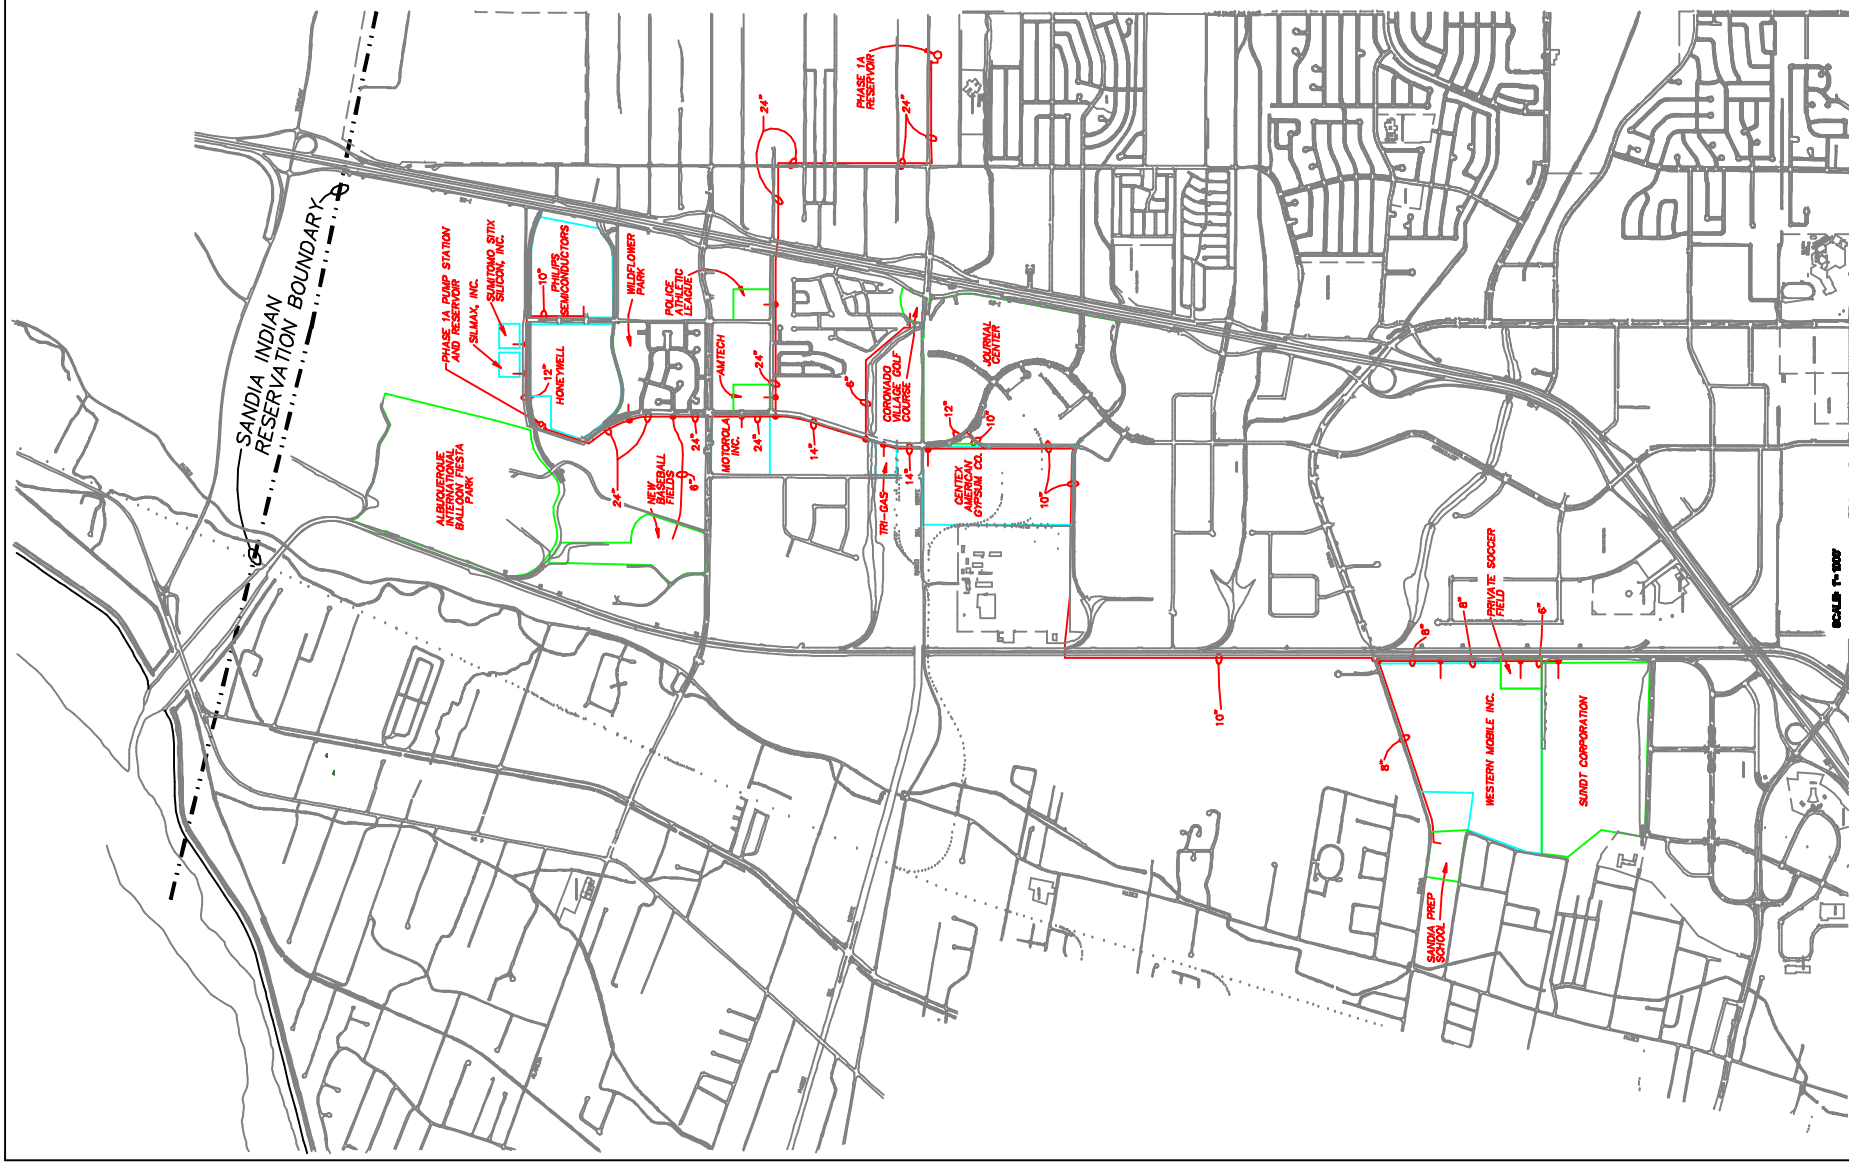 SANDIA INDIAN
RESERVATION BOUNDARY
PHASE 1A PUMP STATION
AND RESERVOIR
SILMAX, INC.
SUMITOMO SITIX
SILICON, INC.
10"
PHILIPS
SEMICONDUCTORS
WILDFLOWER
PARK
POLICE
ATHLETIC
LEAGUE
24"
PHASE 1A
RESERVOIR
24"
12"
HONEYWELL
AMTECH
24"
6"
CORONADO
VILLAGE GOLF
COURSE
JOURNAL
CENTER
ALBUQUERQUE
INTERNATIONAL
BALLOON FIESTA
PARK
24"
NEW
BASEBALL
FIELDS
6"
24"
MOTOROLA
INC.
24"
14"
TRI-GAS
14"
12"
10"
CENTEX
AMERICAN
GYPSUM CO.
10"
10"
8"
8"
8"
PRIVATE SOCCER
FIELD
6"
WESTERN MOBILE INC.
SUNDT CORPORATION
SANDIA PREP
SCHOOL
SCALE: 1"=1000'